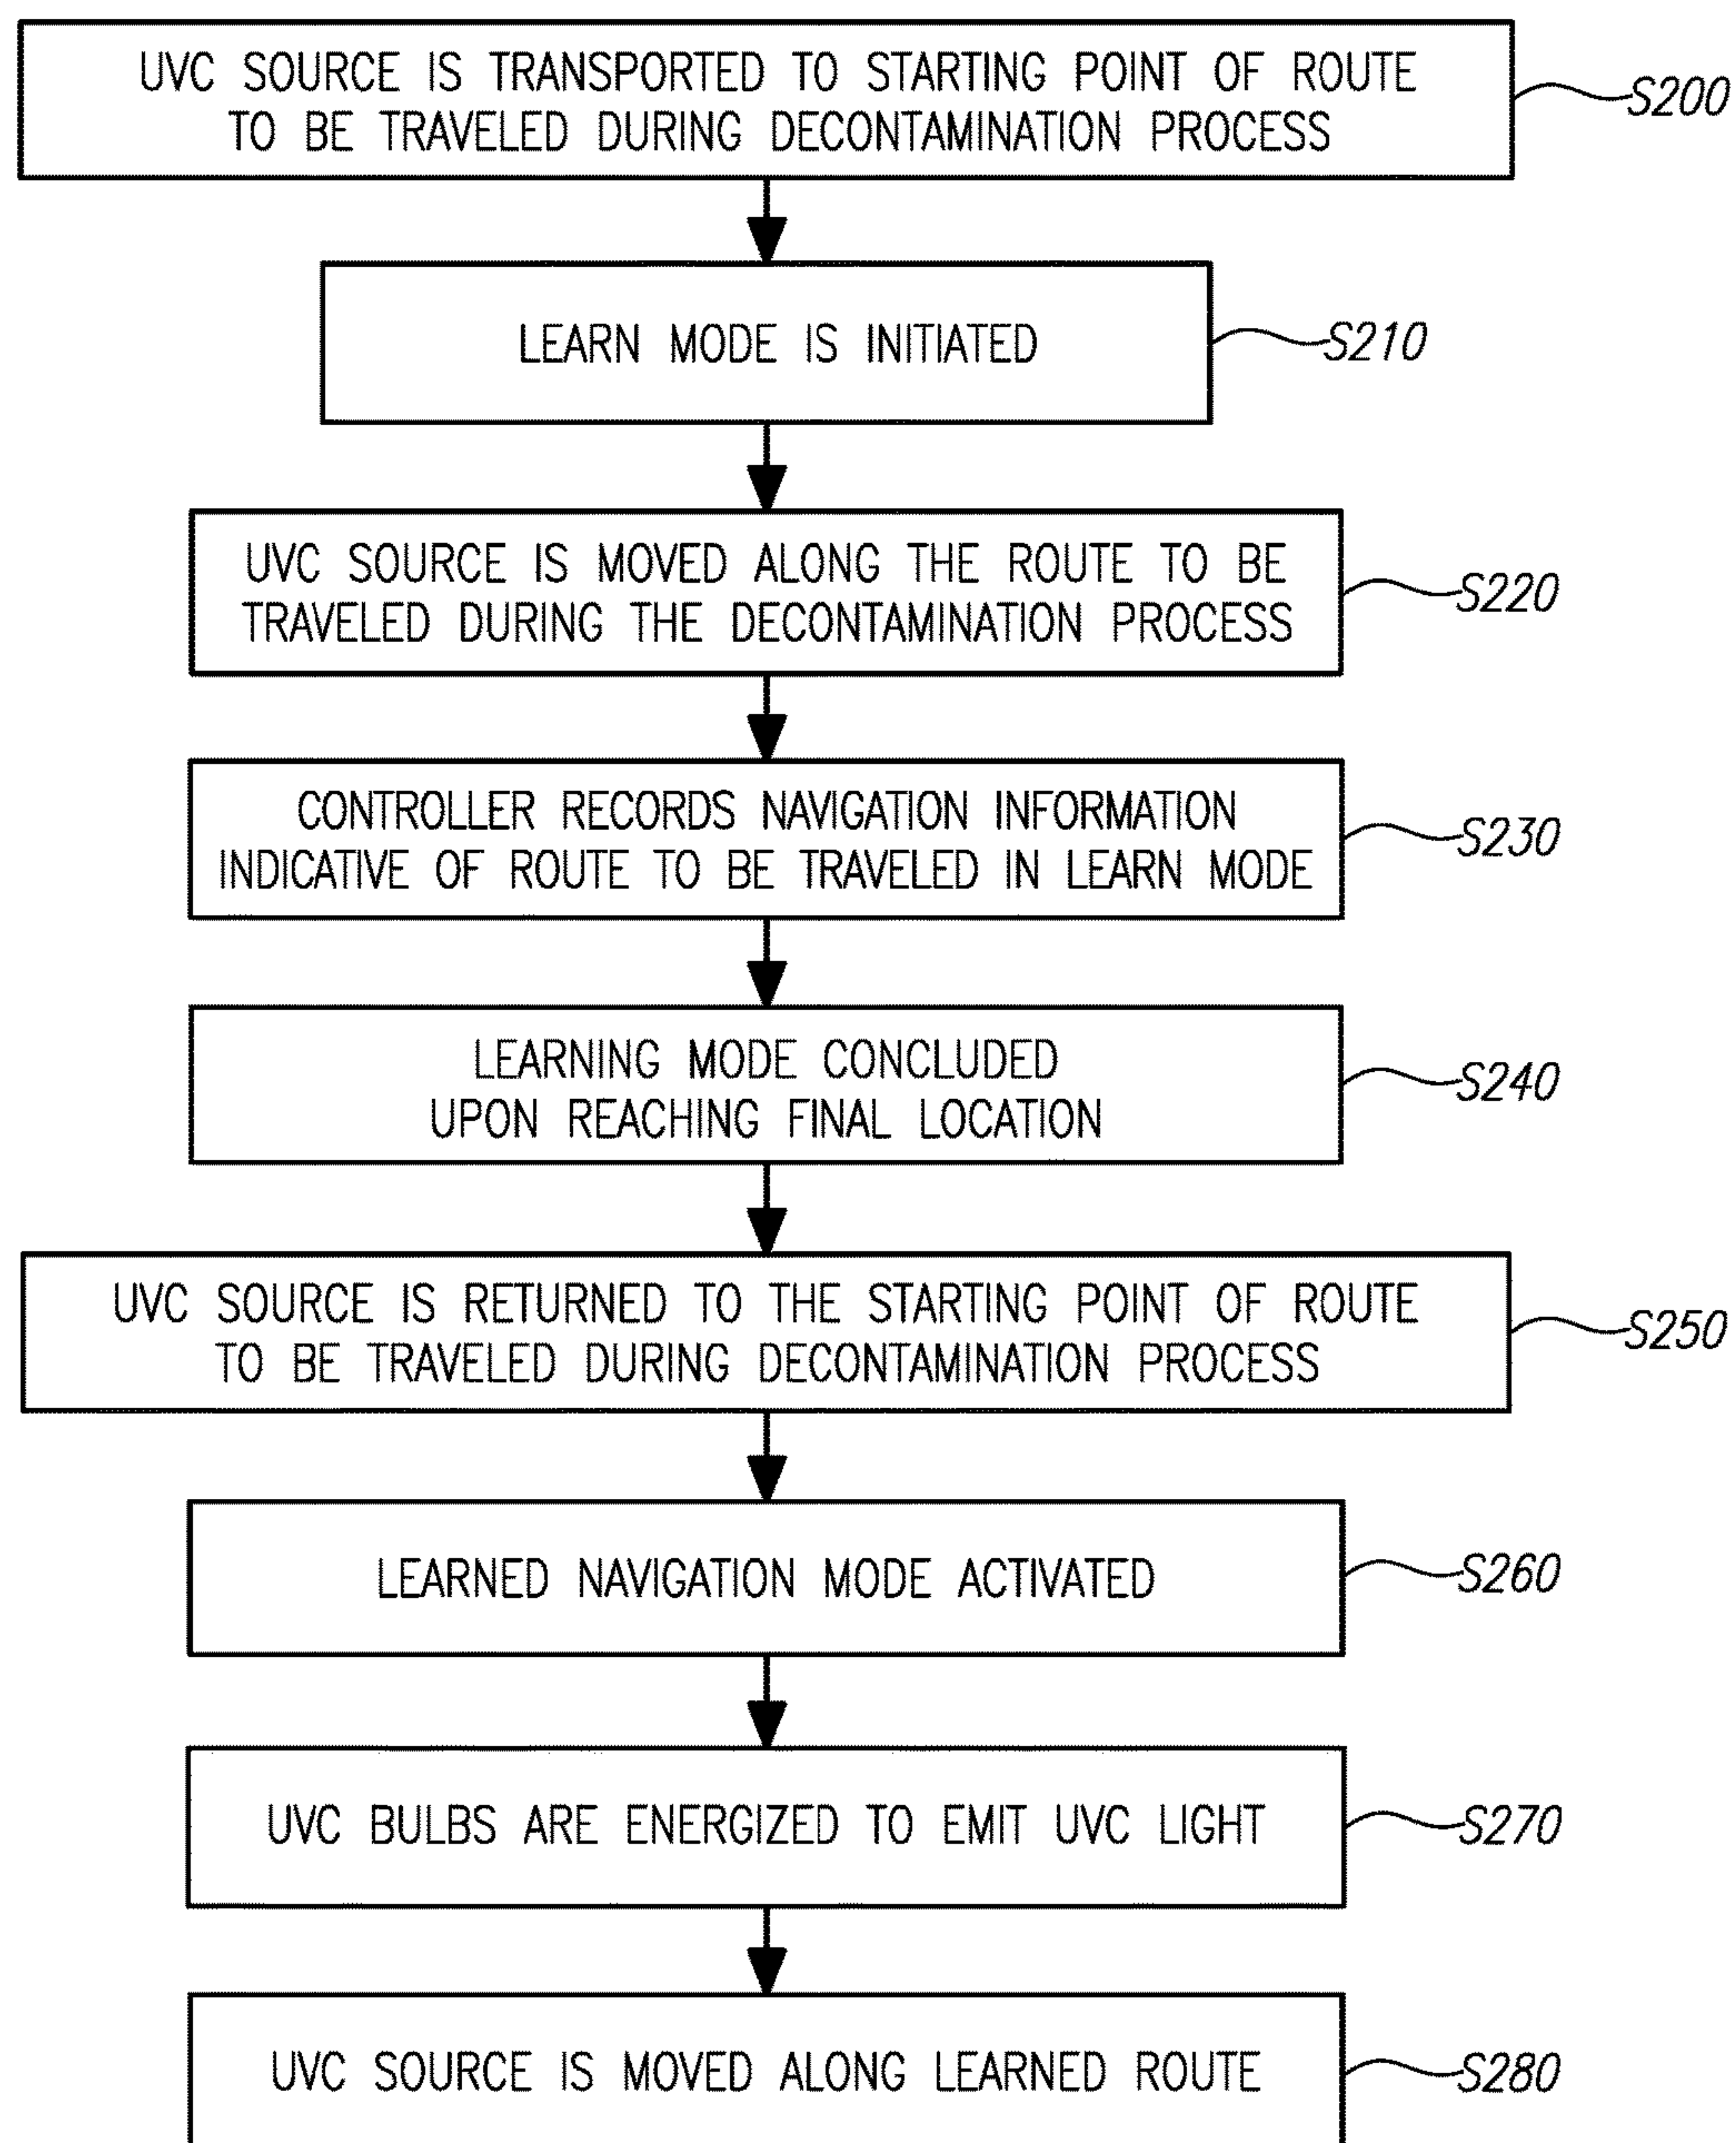 UVC SOURCE IS TRANSPORTED TO STARTING POINT OF ROUTE
TO BE TRAVELED DURING DECONTAMINATION PROCESS
S200
LEARN MODE IS INITIATED
S210
UVC SOURCE IS MOVED ALONG THE ROUTE TO BE
TRAVELED DURING THE DECONTAMINATION PROCESS
S220
CONTROLLER RECORDS NAVIGATION INFORMATION
INDICATIVE OF ROUTE TO BE TRAVELED IN LEARN MODE
S230
LEARNING MODE CONCLUDED
UPON REACHING FINAL LOCATION
S240
UVC SOURCE IS RETURNED TO THE STARTING POINT OF ROUTE
TO BE TRAVELED DURING DECONTAMINATION PROCESS
S250
LEARNED NAVIGATION MODE ACTIVATED
S260
UVC BULBS ARE ENERGIZED TO EMIT UVC LIGHT
S270
UVC SOURCE IS MOVED ALONG LEARNED ROUTE
S280